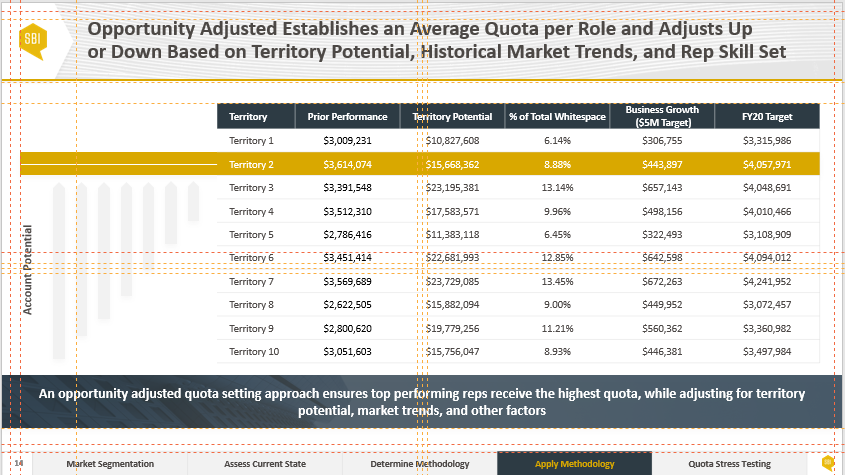 SBI
Opportunity Adjusted Establishes an Average Quota per Role and Adjusts Up
or Down Based on Territory Potential, Historical Market Trends, and Rep Skill Set
Territory Prior Performance Territory Potential % of Total Whitespace Business Growth ($5M Target) FY20 Target
Territory 1 $3,009,231 $10,827,608 6.14% $306,755 $3,315,986
Territory 2 $3,614,074 $15,668,362 8.88% $443,897 $4,057,971
Territory 3 $3,391,548 $23,195,381 13.14% $657,143 $4,048,691
Territory 4 $3,512,310 $17,583,571 9.96% $498,156 $4,010,466
Territory 5 $2,786,416 $11,383,118 6.45% $322,493 $3,108,909
Territory 6 $3,451,414 $22,681,993 12.85% $642,598 $4,094,012
Territory 7 $3,569,689 $23,729,085 13.45% $672,263 $4,241,952
Territory 8 $2,622,505 $15,882,094 9.00% $449,952 $3,072,457
Territory 9 $2,800,620 $19,779,256 11.21% $560,362 $3,360,982
Territory 10 $3,051,603 $15,756,047 8.93% $446,381 $3,497,984
Account Potential
An opportunity adjusted quota setting approach ensures top performing reps receive the highest quota, while adjusting for territory
potential, market trends, and other factors
14 Market Segmentation Assess Current State Determine Methodology Apply Methodology Quota Stress Testing